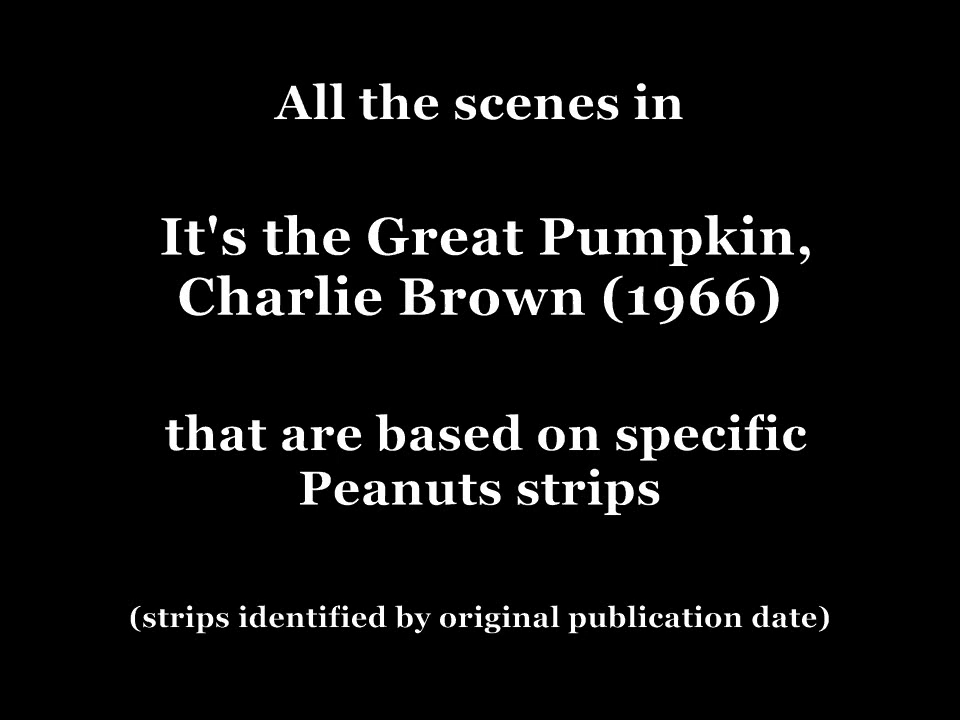 All the scenes in
It's the Great Pumpkin,
Charlie Brown (1966)
that are based on specific
Peanuts strips
(strips identified by original publication date)